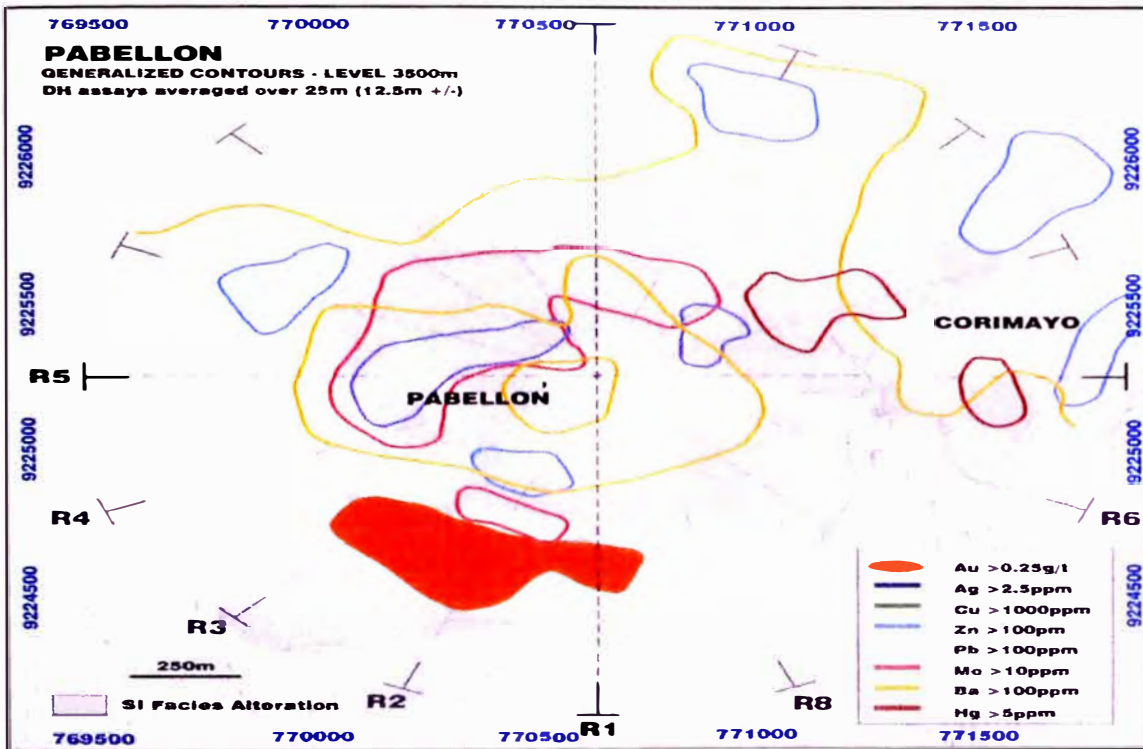 769500 770000 770500 771000 771500
PABELLON
GENERALIZED CONTOURS - LEVEL 3500m
DH assays averaged over 25m (12.5m +/-)
9226000
9226000
9225500
9225500
CORIMAYO
R5
PABELLON
9225000
9225000
R4
R6
9224500
9224500
R3
250m
R2
R1
R8
SI Facies Alteration
Au >0.25g/t
Ag >2.5ppm
Cu >1000ppm
Zn >100pm
Pb >100ppm
Mo >10ppm
Ba >100ppm
Hg >5ppm
769500 770000 770500 771000 771500